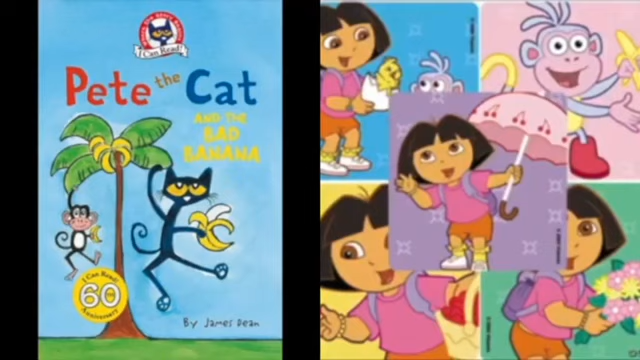 I Can Read!
Pete the Cat
AND THE
BAD
BANANA
I Can Read!
60
Anniversary
By James Dean